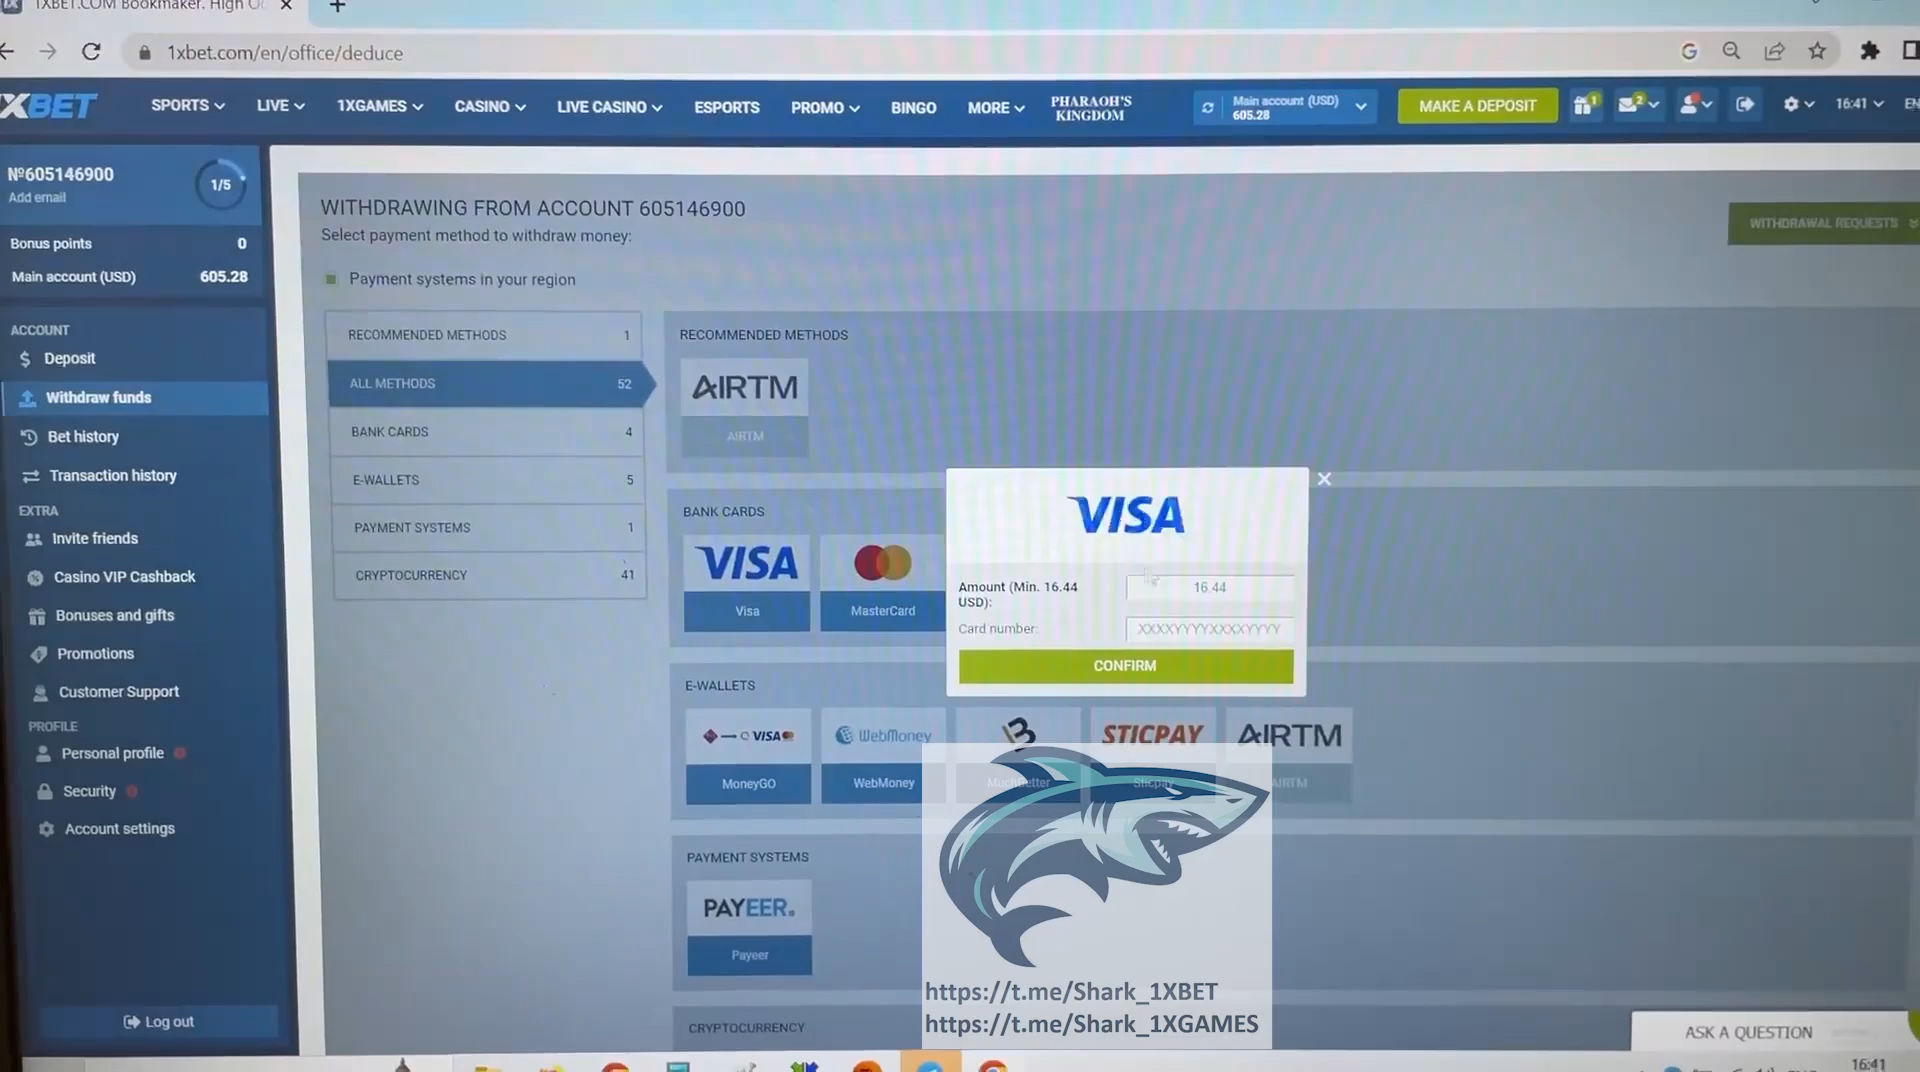 1XBET.COM Bookmaker. High
1xbet.com/en/office/deduce
1XBET
SPORTS
LIVE
1XGAMES
CASINO
LIVE CASINO
ESPORTS
PROMO
BINGO
MORE
PHARAOH'S
KINGDOM
Main account (USD)
605.28
MAKE A DEPOSIT
1
2
16:41
EN
№605146900
Add email
1/5
Bonus points 0
Main account (USD) 605.28
ACCOUNT
Deposit
Withdraw funds
Bet history
Transaction history
EXTRA
Invite friends
Casino VIP Cashback
Bonuses and gifts
Promotions
Customer Support
PROFILE
Personal profile
Security
Account settings
Log out
WITHDRAWING FROM ACCOUNT 605146900
Select payment method to withdraw money:
WITHDRAWAL REQUESTS
Payment systems in your region
RECOMMENDED METHODS 1
ALL METHODS 52
BANK CARDS 4
E-WALLETS 5
PAYMENT SYSTEMS 1
CRYPTOCURRENCY 41
RECOMMENDED METHODS
AIRTM
AIRTM
BANK CARDS
VISA
Visa
MasterCard
VISA
Amount (Min. 16.44
USD):
16.44
Card number:
XXXXYYYYXXXXYYYY
CONFIRM
E-WALLETS
VISA
MoneyGO
WebMoney
WebMoney
MuchBetter
STICPAY
Sticpay
AIRTM
AIRTM
PAYMENT SYSTEMS
PAYEER.
Payeer
CRYPTOCURRENCY
https://t.me/Shark_1XBET
https://t.me/Shark_1XGAMES
ASK A QUESTION
16:41